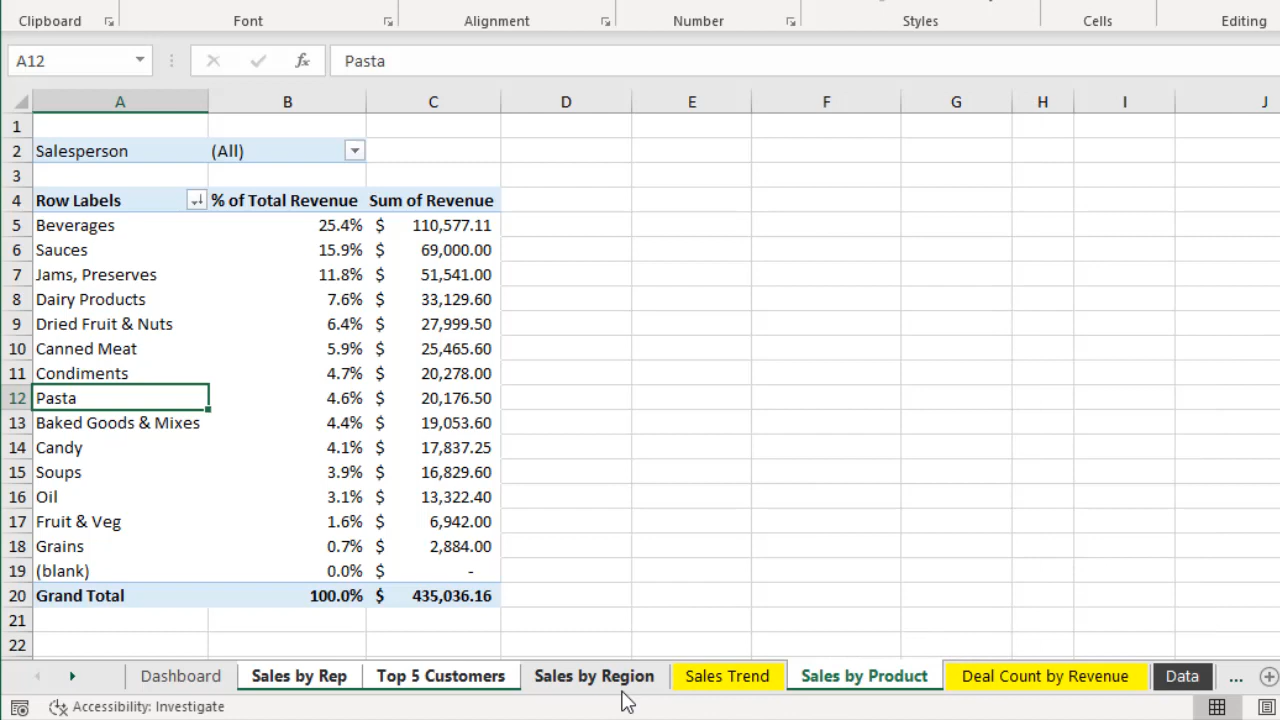 Clipboard Font Alignment Number Styles Cells Editing
A12 fx Pasta
A B C D E F G H I J
1
2 Salesperson (All)
3
4 Row Labels % of Total Revenue Sum of Revenue
5 Beverages 25.4% $ 110,577.11
6 Sauces 15.9% $ 69,000.00
7 Jams, Preserves 11.8% $ 51,541.00
8 Dairy Products 7.6% $ 33,129.60
9 Dried Fruit & Nuts 6.4% $ 27,999.50
10 Canned Meat 5.9% $ 25,465.60
11 Condiments 4.7% $ 20,278.00
12 Pasta 4.6% $ 20,176.50
13 Baked Goods & Mixes 4.4% $ 19,053.60
14 Candy 4.1% $ 17,837.25
15 Soups 3.9% $ 16,829.60
16 Oil 3.1% $ 13,322.40
17 Fruit & Veg 1.6% $ 6,942.00
18 Grains 0.7% $ 2,884.00
19 (blank) 0.0% $ -
20 Grand Total 100.0% $ 435,036.16
21
22
Dashboard Sales by Rep Top 5 Customers Sales by Region Sales Trend Sales by Product Deal Count by Revenue Data ...
Accessibility: Investigate